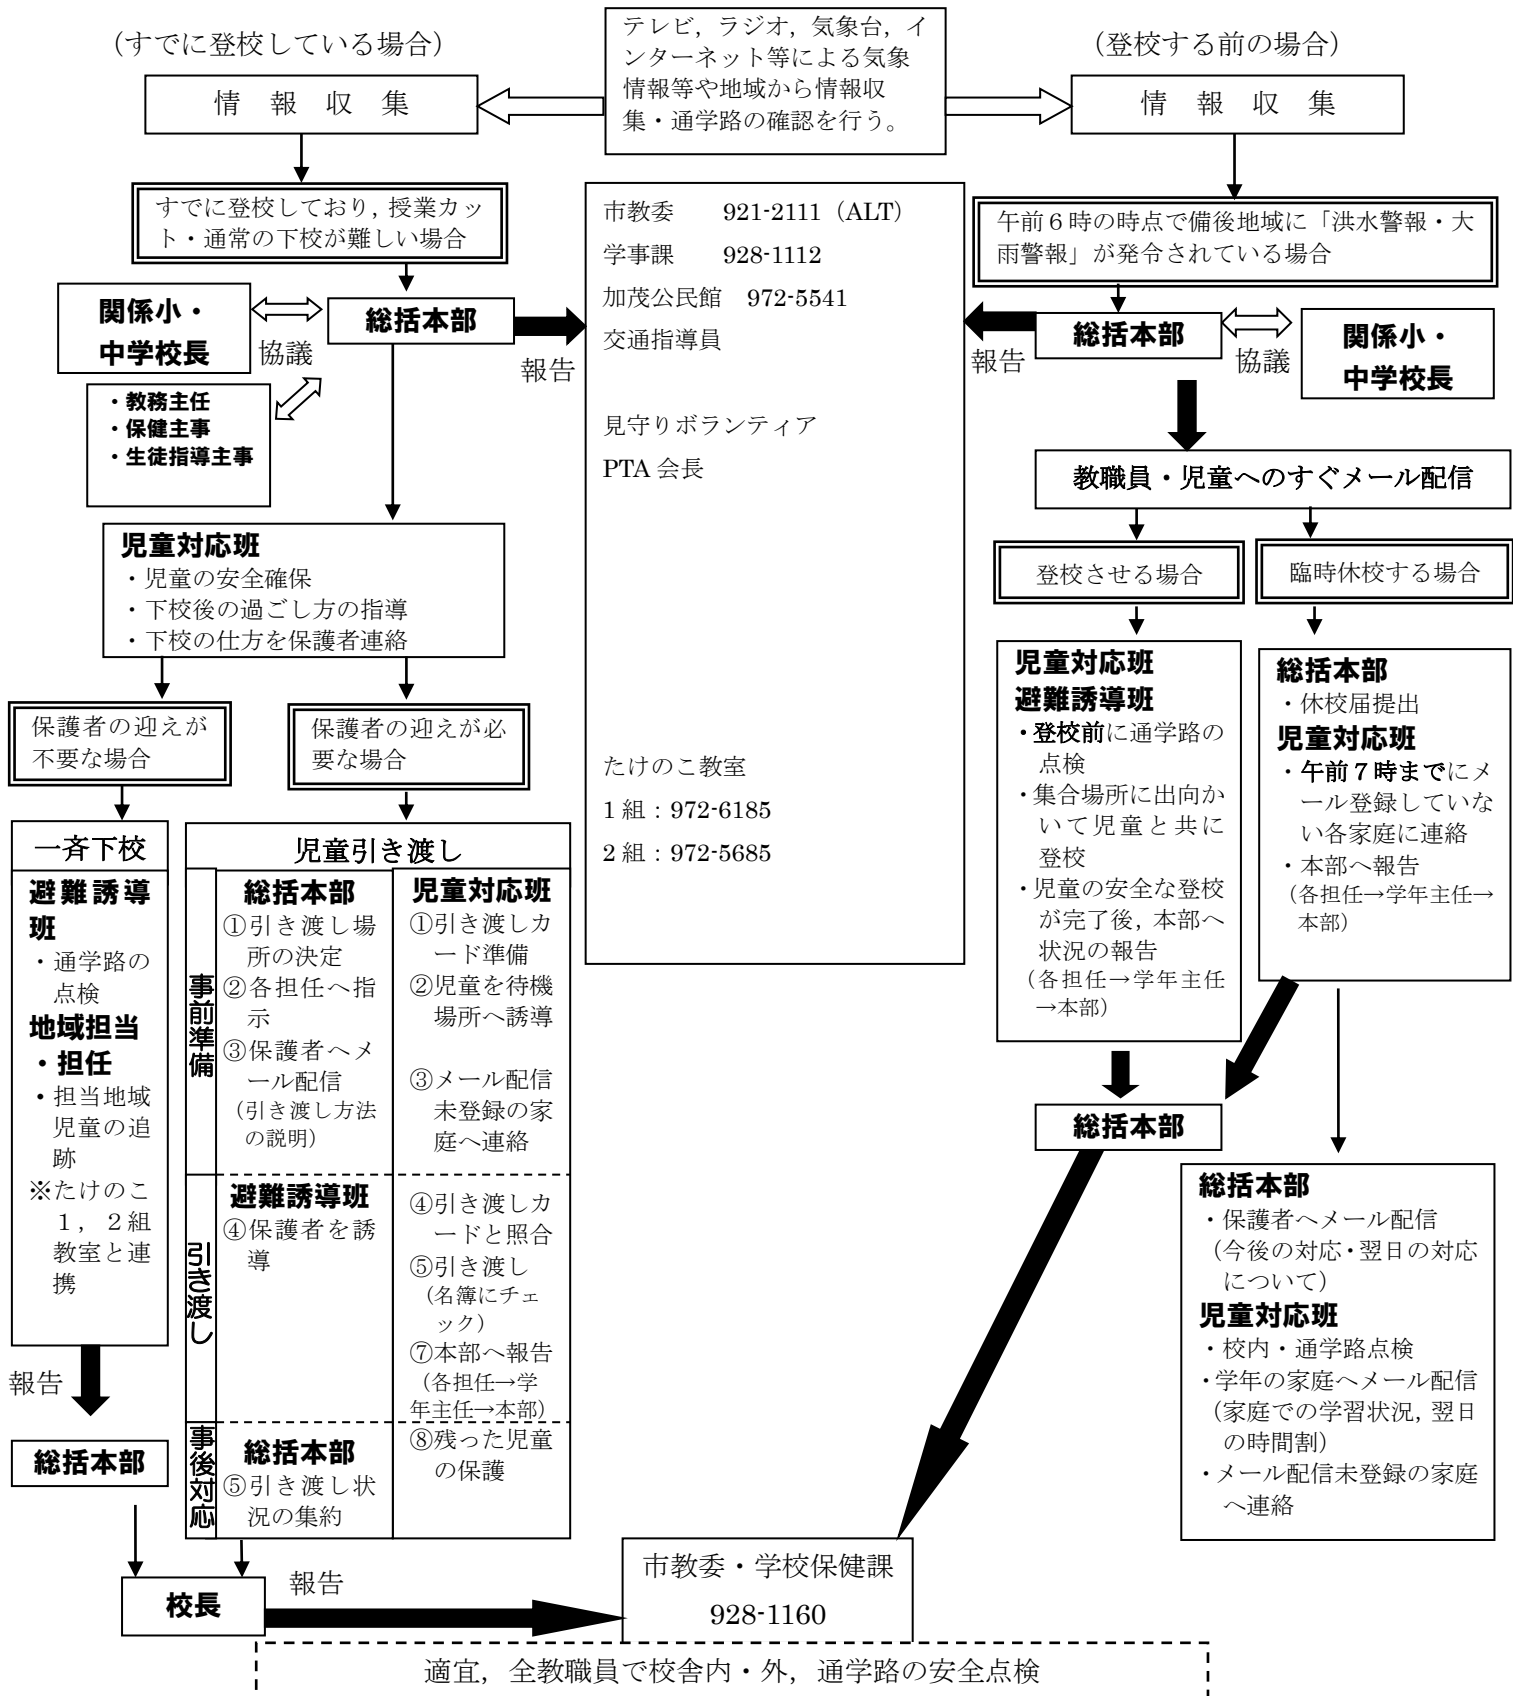 (すでに登校している場合)
情 報 収 集
テレビ，ラジオ，気象台，イ
ンターネット等による気象
情報等や地域から情報収
集・通学路の確認を行う。
(登校する前の場合)
情 報 収 集
すでに登校しており，授業カッ
ト・通常の下校が難しい場合
関係小・
中学校長
協議
総括本部
報告
・教務主任
・保健主事
・生徒指導主事
市教委 921-2111（ALT）
学事課 928-1112
加茂公民館 972-5541
交通指導員
見守りボランティア
PTA 会長
たけのこ教室
1 組：972-6185
2 組：972-5685
午前６時の時点で備後地域に「洪水警報・大
雨警報」が発令されている場合
報告
総括本部
協議
関係小・
中学校長
教職員・児童へのすぐメール配信
登校させる場合
臨時休校する場合
児童対応班
・児童の安全確保
・下校後の過ごし方の指導
・下校の仕方を保護者連絡
保護者の迎えが
不要な場合
保護者の迎えが必
要な場合
一斉下校
避難誘導
班
・通学路の
点検
地域担当
・担任
・担当地域
児童の追
跡
※たけのこ
１，２組
教室と連
携
報告
総括本部
児童引き渡し
事前準備
総括本部
①引き渡し場
所の決定
②各担任へ指
示
③保護者へメ
ール配信
（引き渡し方法
の説明）
児童対応班
①引き渡しカ
ード準備
②児童を待機
場所へ誘導
③メール配信
未登録の家
庭へ連絡
引き渡し
避難誘導班
④保護者を誘
導
④引き渡しカ
ードと照合
⑤引き渡し
（名簿にチェ
ック）
⑦本部へ報告
（各担任→学
年主任→本部）
事後対応
総括本部
⑤引き渡し状
況の集約
⑧残った児童
の保護
校長
報告
児童対応班
避難誘導班
・登校前に通学路の
点検
・集合場所に出向か
いて児童と共に
登校
・児童の安全な登校
が完了後，本部へ
状況の報告
（各担任→学年主任
→本部）
総括本部
・休校届提出
児童対応班
・午前７時までにメ
ール登録していな
い各家庭に連絡
・本部へ報告
（各担任→学年主任→
本部）
総括本部
総括本部
・保護者へメール配信
（今後の対応・翌日の対応
について）
児童対応班
・校内・通学路点検
・学年の家庭へメール配信
（家庭での学習状況，翌日
の時間割）
・メール配信未登録の家庭
へ連絡
市教委・学校保健課
928-1160
適宜，全教職員で校舎内・外，通学路の安全点検